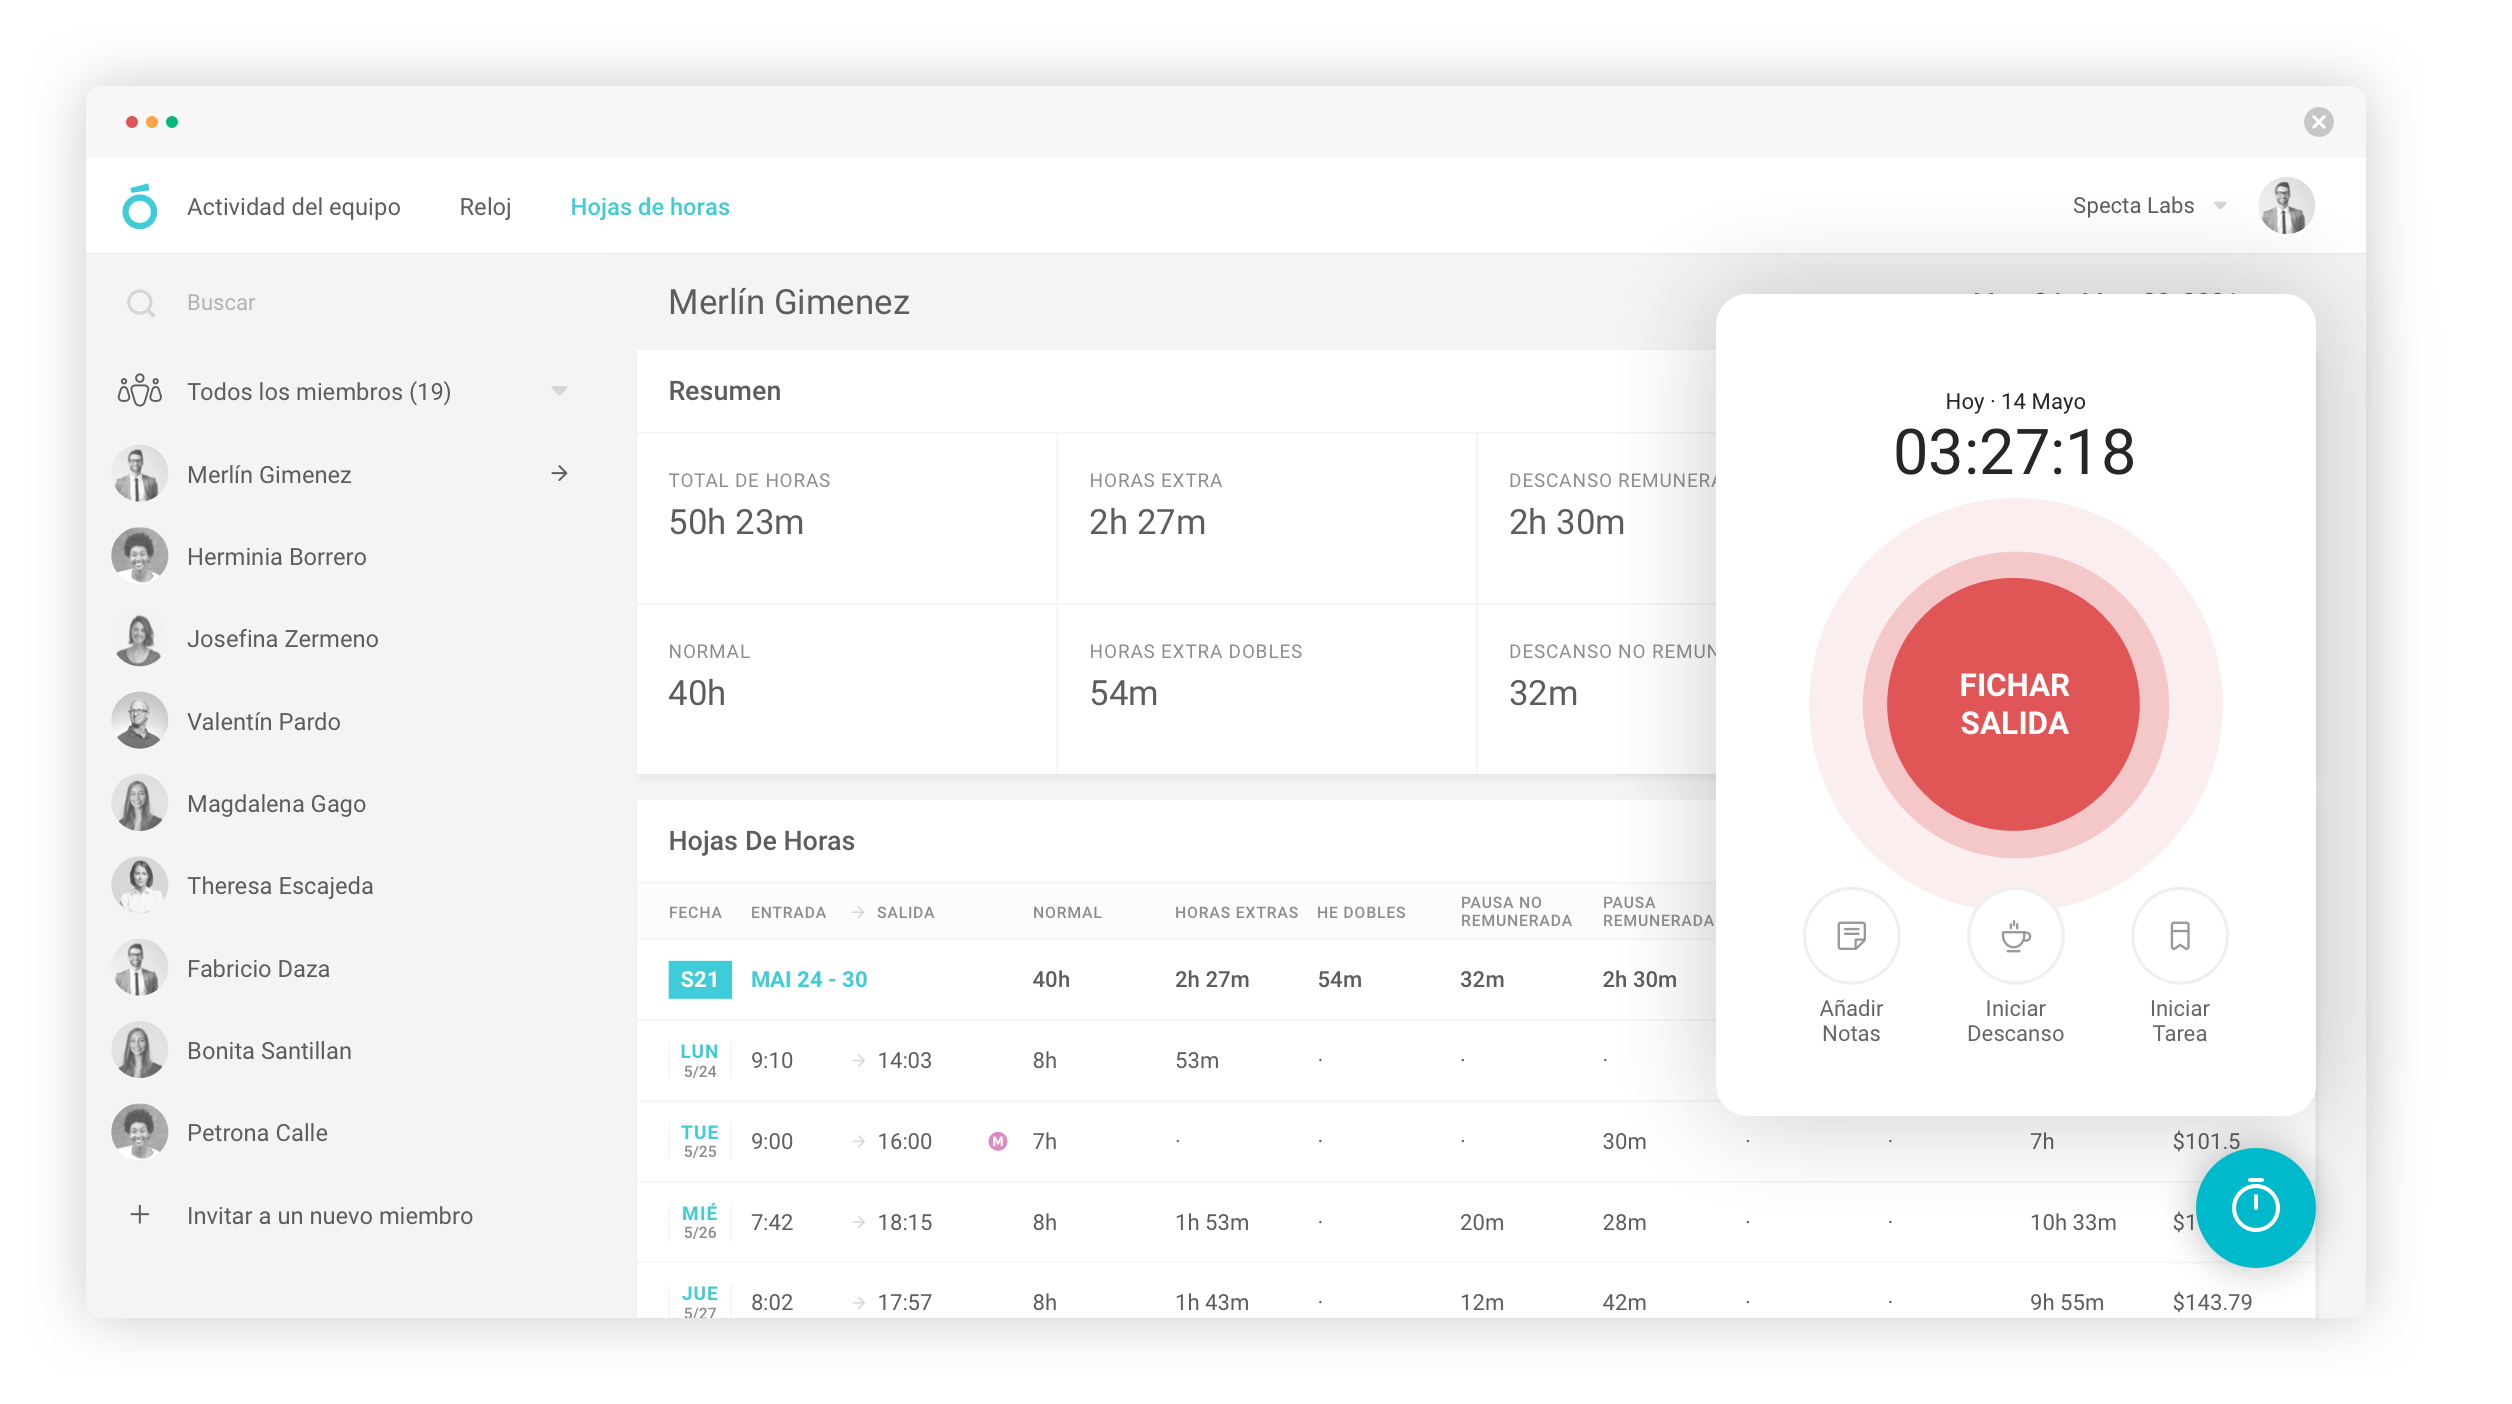 Actividad del equipo
Reloj
Hojas de horas
Specta Labs
Buscar
Todos los miembros (19)
Merlín Gimenez
Herminia Borrero
Josefina Zermeno
Valentín Pardo
Magdalena Gago
Theresa Escajeda
Fabricio Daza
Bonita Santillan
Petrona Calle
Invitar a un nuevo miembro
Merlín Gimenez
Resumen
TOTAL DE HORAS
50h 23m
HORAS EXTRA
2h 27m
DESCANSO REMUNERA
2h 30m
NORMAL
40h
HORAS EXTRA DOBLES
54m
DESCANSO NO REMUN
32m
Hojas De Horas
FECHA ENTRADA → SALIDA NORMAL HORAS EXTRAS HE DOBLES PAUSA NO REMUNERADA PAUSA REMUNERADA
S21 MAI 24 - 30 40h 2h 27m 54m 32m 2h 30m
LUN 5/24 9:10 → 14:03 8h 53m · · ·
TUE 5/25 9:00 → 16:00 M 7h · · · 30m · · 7h $101.5
MIÉ 5/26 7:42 → 18:15 8h 1h 53m · 20m 28m · · 10h 33m $1
JUE 5/27 8:02 → 17:57 8h 1h 43m · 12m 42m · · 9h 55m $143.79
Hoy · 14 Mayo
03:27:18
FICHAR
SALIDA
Añadir
Notas
Iniciar
Descanso
Iniciar
Tarea